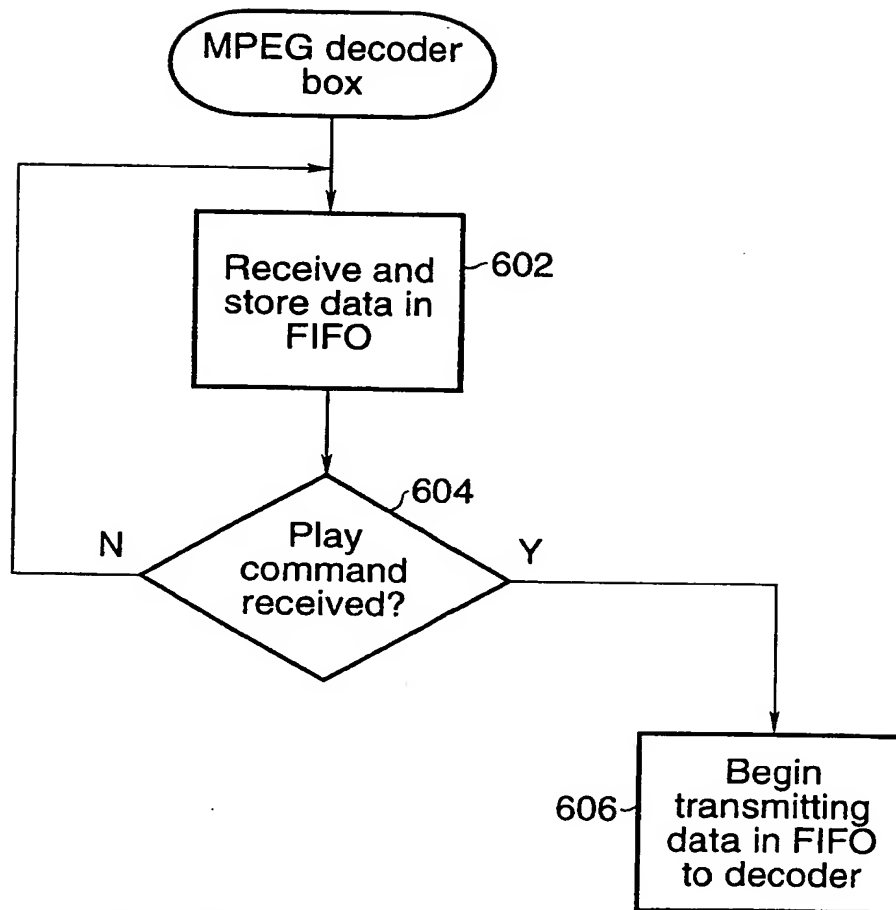 MPEG decoder
box
Receive and
store data in
FIFO
602
604
Play
command
received?
N
Y
Begin
transmitting
data in FIFO
to decoder
606